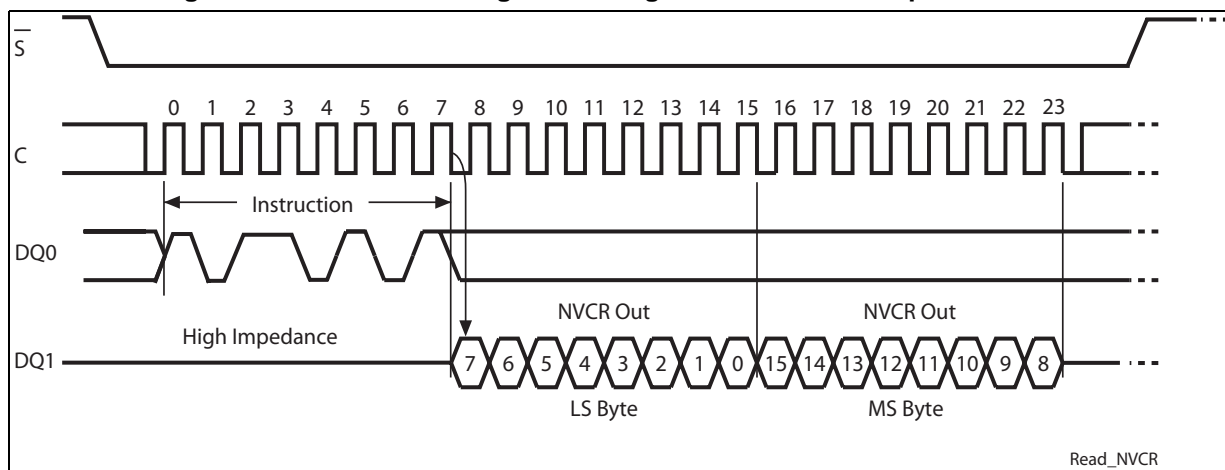 S
0 1 2 3 4 5 6 7 8 9 10 11 12 13 14 15 16 17 18 19 20 21 22 23
C
Instruction
DQ0
High Impedance
NVCR Out NVCR Out
DQ1 7 6 5 4 3 2 1 0 15 14 13 12 11 10 9 8
LS Byte MS Byte
Read_NVCR